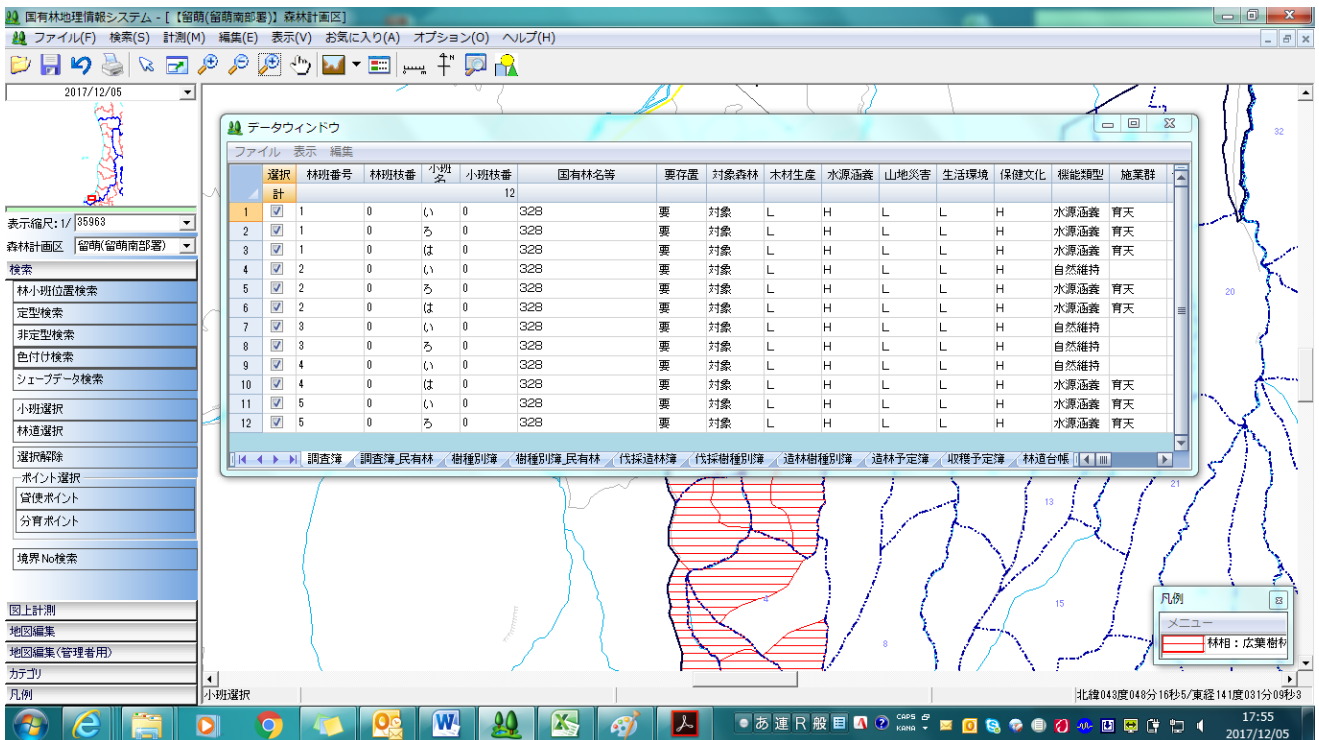 国有林地理情報システム - [ 【留萌(留萌南部署)】 森林計画区]
ファイル(F) 検索(S) 計測(M) 編集(E) 表示(V) お気に入り(A) オプション(O) ヘルプ(H)
2017/12/05
表示縮尺:1/ 35963
森林計画区 留萌(留萌南部署)
検索
林小班位置検索
定型検索
非定型検索
色付け検索
シェープデータ検索
小班選択
林道選択
選択解除
ポイント選択
貸使ポイント
分育ポイント
境界No検索
図上計測
地図編集
地図編集(管理者用)
カテゴリ
凡例
データウィンドウ
ファイル 表示 編集
選択 林班番号 林班枝番 小班名 小班枝番 国有林名等 要存置 対象森林 木材生産 水源涵養 山地災害 生活環境 保健文化 機能類型 施業群
計 12
1 1 0 い 0 328 要 対象 L H L L H 水源涵養 育天
2 1 0 ろ 0 328 要 対象 L H L L H 水源涵養 育天
3 1 0 は 0 328 要 対象 L H L L H 水源涵養 育天
4 2 0 い 0 328 要 対象 L H L L H 自然維持
5 2 0 ろ 0 328 要 対象 L H L L H 水源涵養 育天
6 2 0 は 0 328 要 対象 L H L L H 水源涵養 育天
7 3 0 い 0 328 要 対象 L H L L H 自然維持
8 3 0 ろ 0 328 要 対象 L H L L H 自然維持
9 4 0 い 0 328 要 対象 L H L L H 自然維持
10 4 0 は 0 328 要 対象 L H L L H 水源涵養 育天
11 5 0 い 0 328 要 対象 L H L L H 水源涵養 育天
12 5 0 ろ 0 328 要 対象 L H L L H 水源涵養 育天
調査簿 調査簿_民有林 樹種別簿 樹種別簿_民有林 伐採造林簿 伐採樹種別簿 造林樹種別簿 造林予定簿 収穫予定簿 林道台帳
32
20
21
13
15
4
8
凡例
メニュー
林相：広葉樹林
小班選択
北緯043度048分16秒5/東経141度031分09秒3
あ 連 R 般 CAPS KANA
17:55
2017/12/05